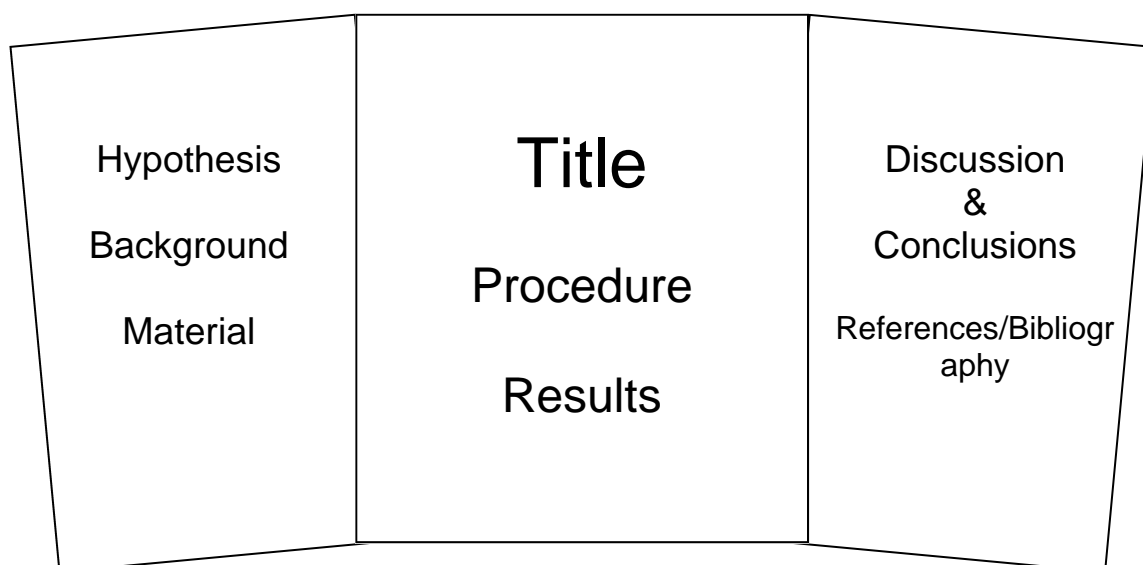 Hypothesis
Background
Material
Title
Procedure
Results
Discussion
&
Conclusions
References/Bibliogr
aphy